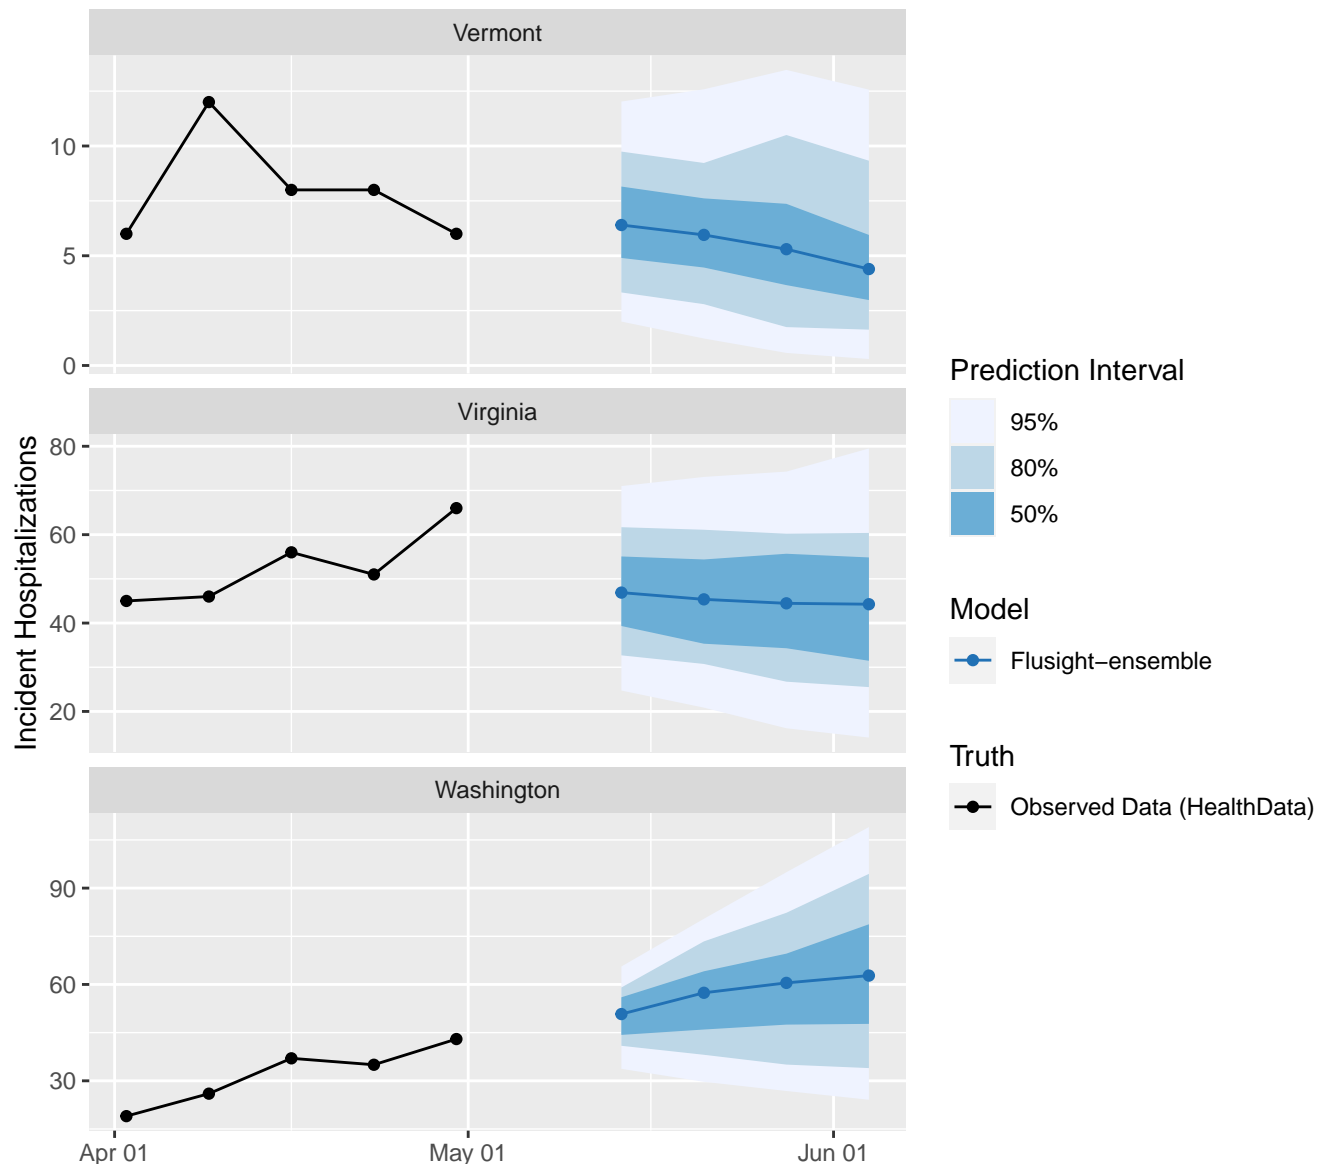 Vermont
10
5
0
Virginia
80
60
40
20
Washington
90
60
30
Apr 01
May 01
Jun 01
Incident Hospitalizations
Prediction Interval
95%
80%
50%
Model
Flusight−ensemble
Truth
Observed Data (HealthData)